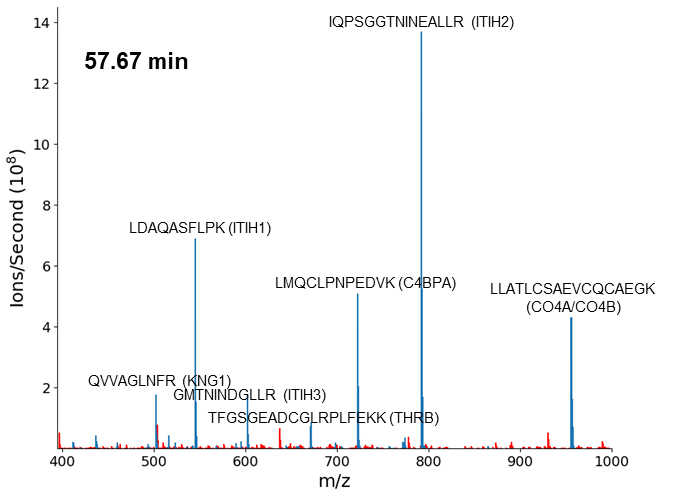 14
IQPSGGTNINEALLR (ITIH2)
57.67 min
12
10
Ions/Second (10⁸)
8
LDAQASFLPK (ITIH1)
6
LMQCLPNPEDVK (C4BPA)
LLATLCSAEVCQCAEGK
(CO4A/CO4B)
4
QVVAGLNFR (KNG1)
2
GMTNINDGLLR (ITIH3)
TFGSGEADCGLRPLFEKK (THRB)
400 500 600 700 800 900 1000
m/z